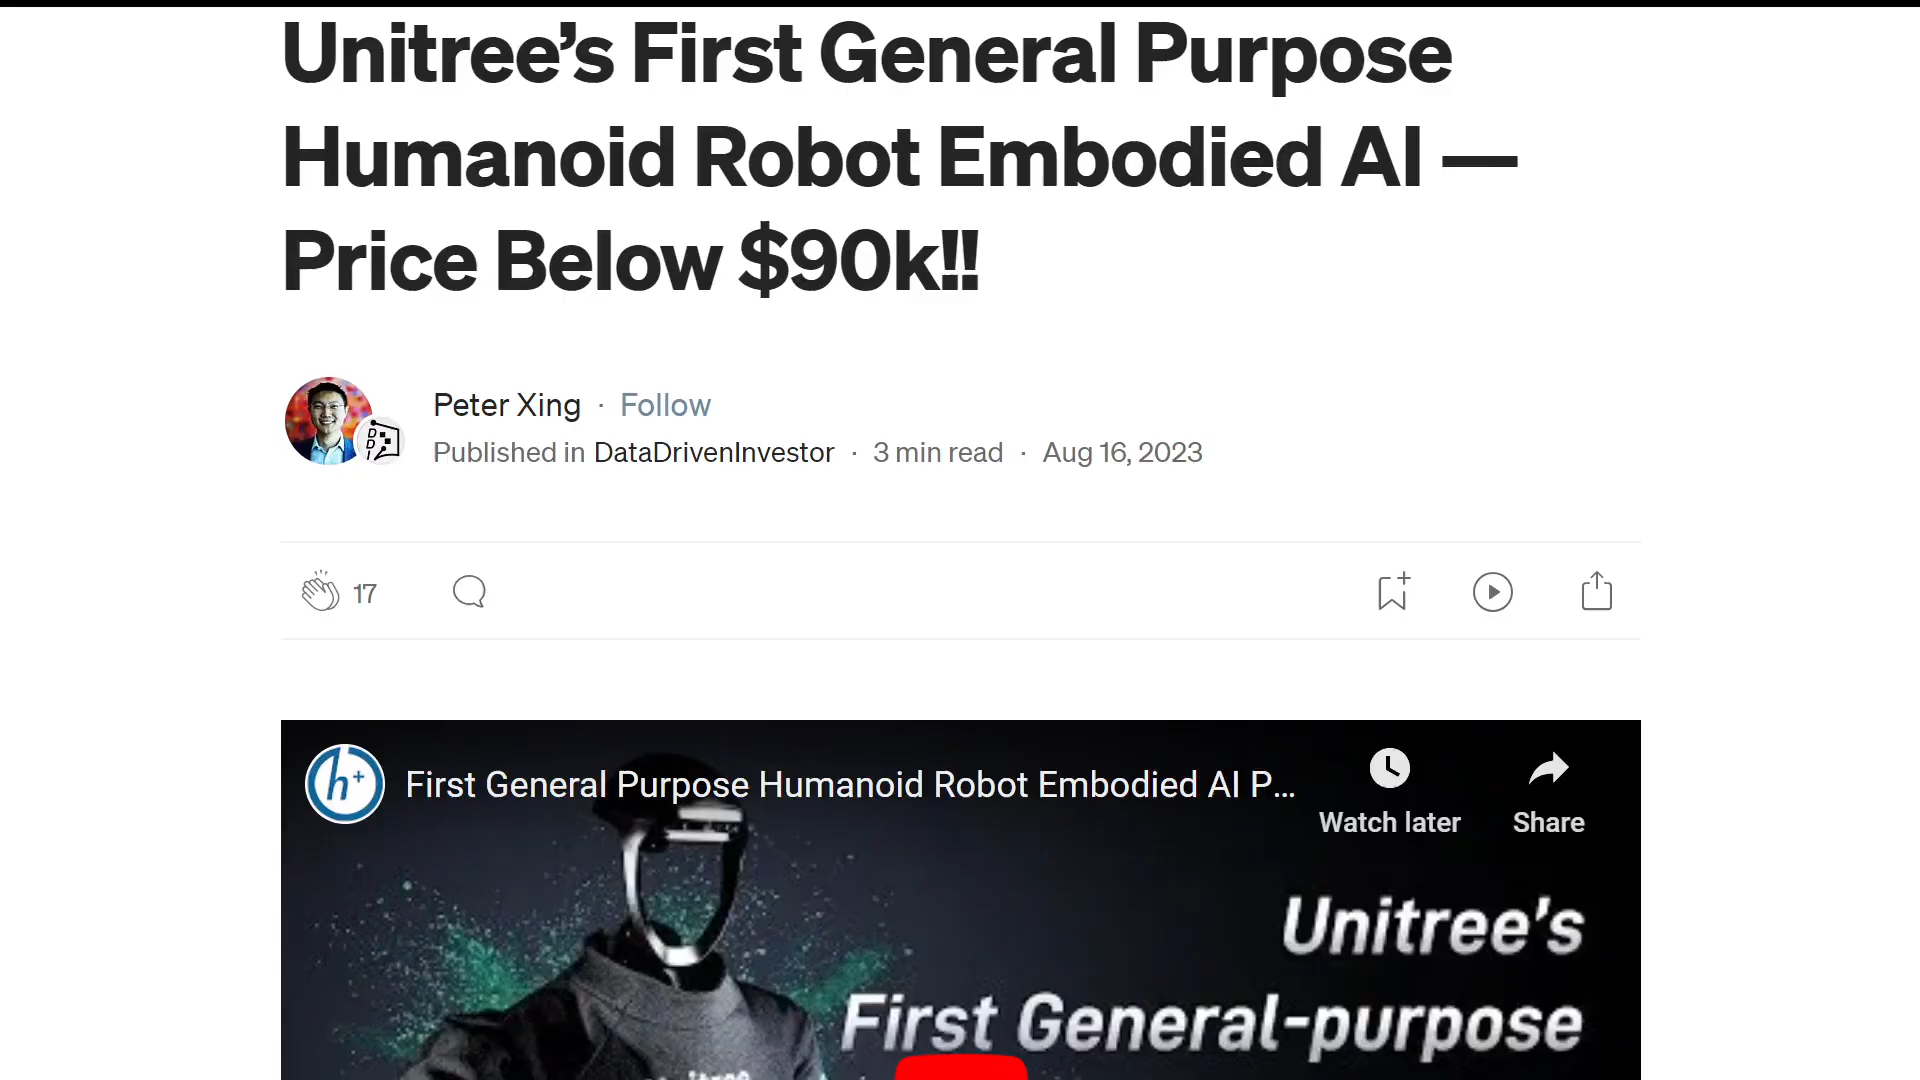 Unitree’s First General Purpose
Humanoid Robot Embodied AI —
Price Below $90k!!
Peter Xing · Follow
Published in DataDrivenInvestor · 3 min read · Aug 16, 2023
17
h+ First General Purpose Humanoid Robot Embodied AI P...
Watch later
Share
Unitree's
First General-purpose